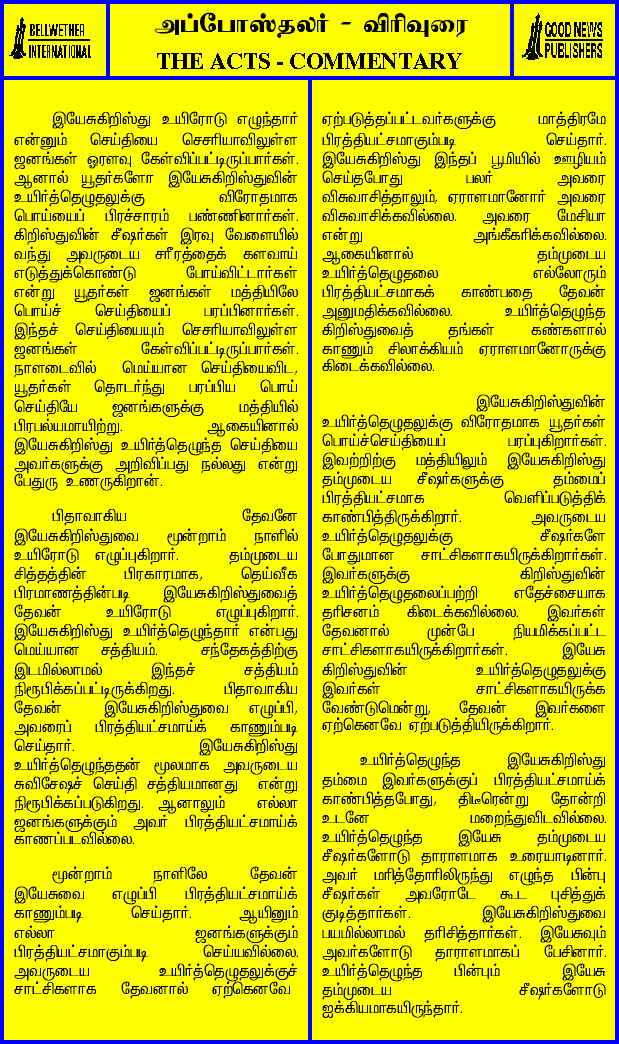 BELLWETHER
INTERNATIONAL
அப்போஸ்தலர் - விரிவுரை
THE ACTS - COMMENTARY
GOOD NEWS
PUBLISHERS
இயேசுகிறிஸ்து உயிரோடு எழுந்தார்
என்னும் செய்தியை செசரியாவிலுள்ள
ஜனங்கள் ஓரளவு கேள்விப்பட்டிருப்பார்கள்.
ஆனால் யூதர்களோ இயேசுகிறிஸ்துவின்
உயிர்த்தெழுதலுக்கு விரோதமாக
பொய்யைப் பிரச்சாரம் பண்ணினார்கள்.
கிறிஸ்துவின் சீஷர்கள் இரவு வேளையில்
வந்து அவருடைய சரீரத்தைக் களவாய்
எடுத்துக்கொண்டு போய்விட்டார்கள்
என்று யூதர்கள் ஜனங்கள் மத்தியிலே
பொய்ச் செய்தியைப் பரப்பினார்கள்.
இந்தச் செய்தியையும் செசரியாவிலுள்ள
ஜனங்கள் கேள்விப்பட்டிருப்பார்கள்.
நாளடைவில் மெய்யான செய்தியைவிட,
யூதர்கள் தொடர்ந்து பரப்பிய பொய்
செய்தியே ஜனங்களுக்கு மத்தியில்
பிரபல்யமாயிற்று. ஆகையினால்
இயேசுகிறிஸ்து உயிர்த்தெழுந்த செய்தியை
அவர்களுக்கு அறிவிப்பது நல்லது என்று
பேதுரு உணருகிறான்.
பிதாவாகிய தேவனே
இயேசுகிறிஸ்துவை மூன்றாம் நாளில்
உயிரோடு எழுப்புகிறார். தம்முடைய
சித்தத்தின் பிரகாரமாக, தெய்வீக
பிரமாணத்தின்படி இயேசுகிறிஸ்துவைத்
தேவன் உயிரோடு எழுப்புகிறார்.
இயேசுகிறிஸ்து உயிர்த்தெழுந்தார் என்பது
மெய்யான சத்தியம். சந்தேகத்திற்கு
இடமில்லாமல் இந்தச் சத்தியம்
நிரூபிக்கப்பட்டிருக்கிறது. பிதாவாகிய
தேவன் இயேசுகிறிஸ்துவை எழுப்பி,
அவரைப் பிரத்தியட்சமாய்க் காணும்படி
செய்தார். இயேசுகிறிஸ்து
உயிர்த்தெழுந்ததன் மூலமாக அவருடைய
சுவிசேஷச் செய்தி சத்தியமானது என்று
நிரூபிக்கப்படுகிறது. ஆனாலும் எல்லா
ஜனங்களுக்கும் அவர் பிரத்தியட்சமாய்க்
காணப்படவில்லை.
மூன்றாம் நாளிலே தேவன்
இயேசுவை எழுப்பி பிரத்தியட்சமாய்க்
காணும்படி செய்தார். ஆயினும்
எல்லா ஜனங்களுக்கும்
பிரத்தியட்சமாகும்படி செய்யவில்லை.
அவருடைய உயிர்த்தெழுதலுக்குச்
சாட்சிகளாக தேவனால் ஏற்கெனவே
ஏற்படுத்தப்பட்டவர்களுக்கு மாத்திரமே
பிரத்தியட்சமாகும்படி செய்தார்.
இயேசுகிறிஸ்து இந்தப் பூமியில் ஊழியம்
செய்தபோது பலர் அவரை
விசுவாசித்தாலும், ஏராளமானோர் அவரை
விசுவாசிக்கவில்லை. அவரை மேசியா
என்று அங்கீகரிக்கவில்லை.
ஆகையினால் தம்முடைய
உயிர்த்தெழுதலை எல்லோரும்
பிரத்தியட்சமாகக் காண்பதை தேவன்
அனுமதிக்கவில்லை. உயிர்த்தெழுந்த
கிறிஸ்துவைத் தங்கள் கண்களால்
காணும் சிலாக்கியம் ஏராளமானோருக்கு
கிடைக்கவில்லை.
இயேசுகிறிஸ்துவின்
உயிர்த்தெழுதலுக்கு விரோதமாக யூதர்கள்
பொய்ச்செய்தியைப் பரப்புகிறார்கள்.
இவற்றிற்கு மத்தியிலும் இயேசுகிறிஸ்து
தம்முடைய சீஷர்களுக்கு தம்மைப்
பிரத்தியட்சமாக வெளிப்படுத்திக்
காண்பித்திருக்கிறார். அவருடைய
உயிர்த்தெழுதலுக்கு சீஷர்களே
போதுமான சாட்சிகளாகயிருக்கிறார்கள்.
இவர்களுக்கு கிறிஸ்துவின்
உயிர்த்தெழுதலைப்பற்றி எதேச்சையாக
தரிசனம் கிடைக்கவில்லை. இவர்கள்
தேவனால் முன்பே நியமிக்கப்பட்ட
சாட்சிகளாகயிருக்கிறார்கள். இயேசு
கிறிஸ்துவின் உயிர்த்தெழுதலுக்கு
இவர்கள் சாட்சிகளாகயிருக்க
வேண்டுமென்று, தேவன் இவர்களை
ஏற்கெனவே ஏற்படுத்தியிருக்கிறார்.
உயிர்த்தெழுந்த இயேசுகிறிஸ்து
தம்மை இவர்களுக்குப் பிரத்தியட்சமாய்க்
காண்பித்தபோது, திடீரென்று தோன்றி
உடனே மறைந்துவிடவில்லை.
உயிர்த்தெழுந்த இயேசு தம்முடைய
சீஷர்களோடு தாராளமாக உரையாடினார்.
அவர் மரித்தோரிலிருந்து எழுந்த பின்பு
சீஷர்கள் அவரோடே கூட புசித்துக்
குடித்தார்கள். இயேசுகிறிஸ்துவை
பயமில்லாமல் தரிசித்தார்கள். இயேசுவும்
அவர்களோடு தாராளமாகப் பேசினார்.
உயிர்த்தெழுந்த பின்பும் இயேசு
தம்முடைய சீஷர்களோடு
ஐக்கியமாகயிருந்தார்.